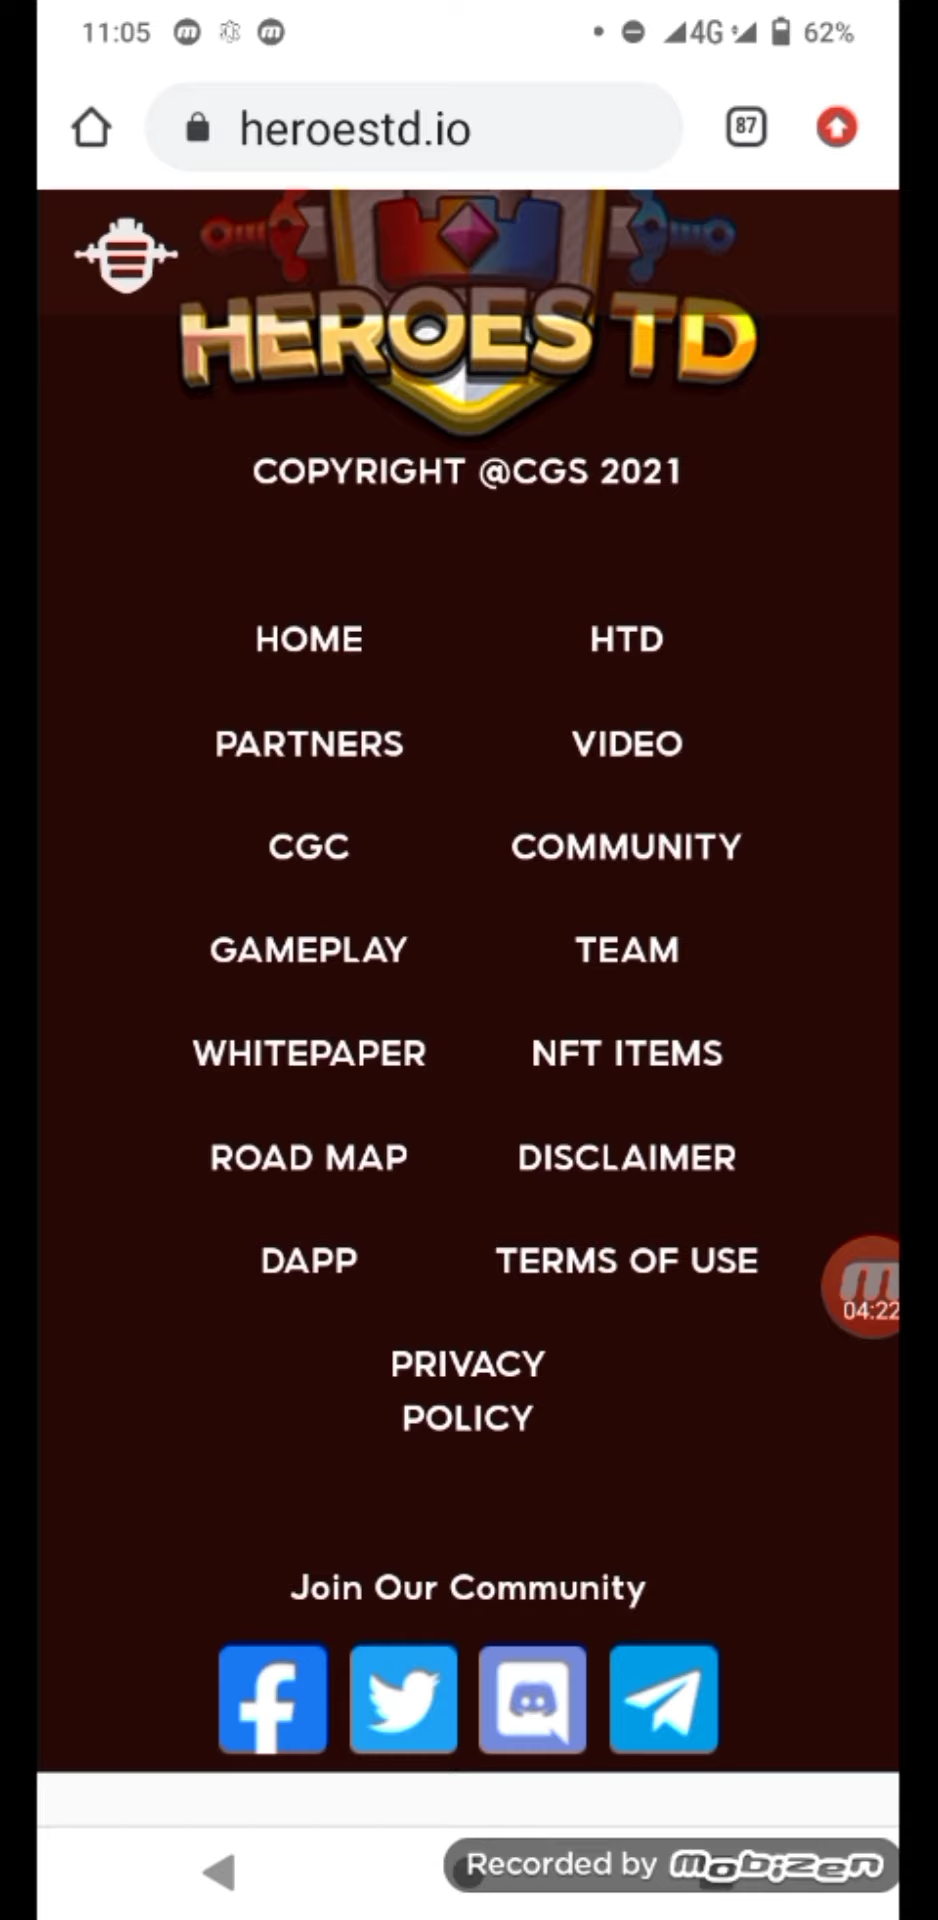 11:05 4G 62%
heroestd.io 87
HEROES TD
COPYRIGHT @CGS 2021
HOME HTD
PARTNERS VIDEO
CGC COMMUNITY
GAMEPLAY TEAM
WHITEPAPER NFT ITEMS
ROAD MAP DISCLAIMER
DAPP TERMS OF USE
04:22
PRIVACY
POLICY
Join Our Community
Recorded by mobizen